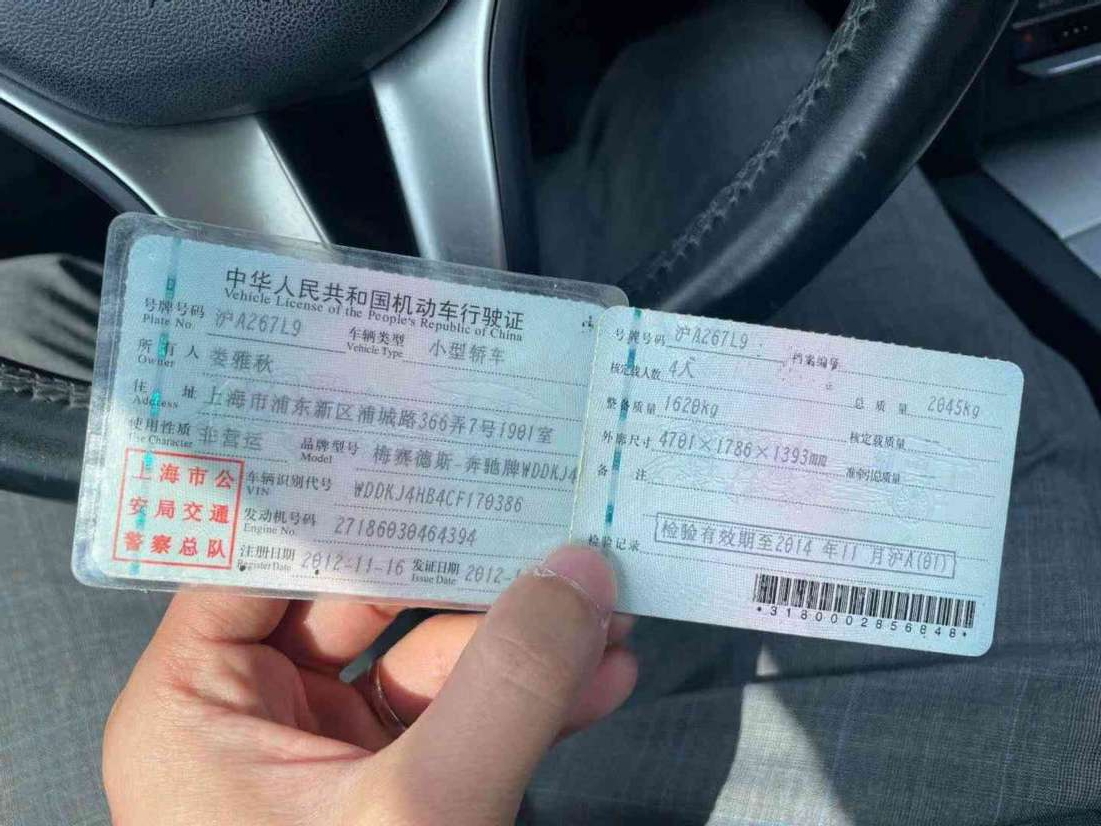 中华人民共和国机动车行驶证
Vehicle License of the People's Republic of China
号牌号码 沪A267L9 车辆类型 小型轿车
Plate No. Vehicle Type
所有人 娄雅秋
Owner
住址 上海市浦东新区浦城路366弄7号1901室
Address
使用性质 非营运 品牌型号 梅赛德斯-奔驰牌WDDKJ4
Use Character Model
车辆识别代号 WDDKJ4HB4CF170386
VIN
发动机号码 27186030464394
Engine No.
注册日期 2012-11-16 发证日期 2012-1
Register Date Issue Date
上海市公
安局交通
警察总队
号牌号码 沪A267L9 档案编号
核定载人数 4人 总质量 2045kg
整备质量 1620kg 核定载质量
外廓尺寸 4701×1786×1393mm 准牵引总质量
备注
检验记录 检验有效期至2014年11月沪A(01)
*3180002856848*